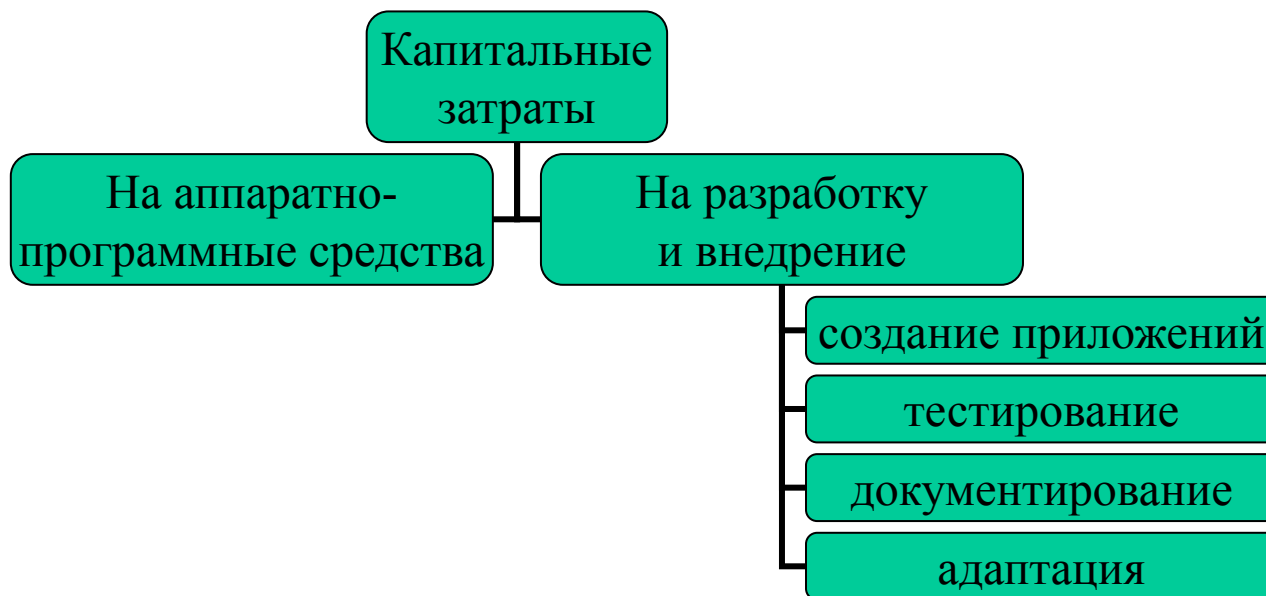 Капитальные
затраты
На аппаратно-
программные средства
На разработку
и внедрение
создание приложений
тестирование
документирование
адаптация